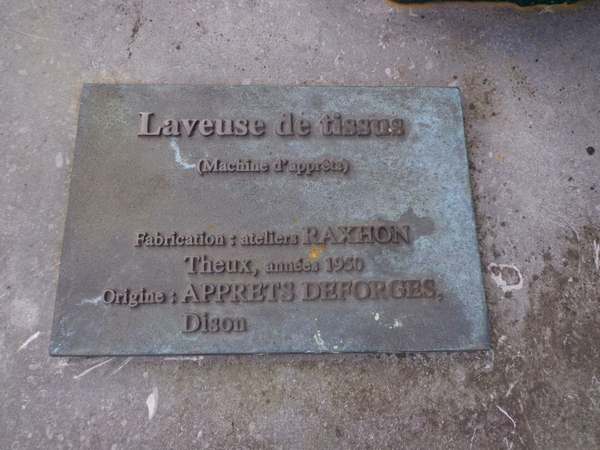 Laveuse de tissus
(Machine d'apprêts)
Fabrication : ateliers RAXHON
Theux, années 1950
Origine : APPRETS DEFORGES,
Dison